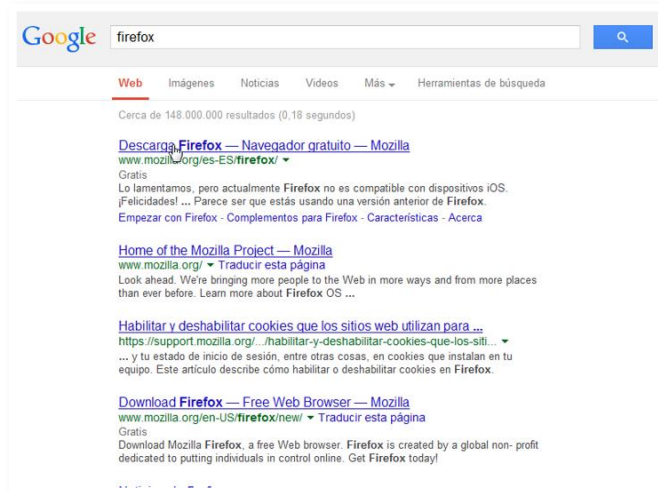 Google firefox
Web Imágenes Noticias Videos Más Herramientas de búsqueda
Cerca de 148.000.000 resultados (0,18 segundos)
Descarga Firefox — Navegador gratuito — Mozilla
www.mozilla.org/es-ES/firefox/
Gratis
Lo lamentamos, pero actualmente Firefox no es compatible con dispositivos iOS.
¡Felicidades! ... Parece ser que estás usando una versión anterior de Firefox.
Empezar con Firefox - Complementos para Firefox - Características - Acerca
Home of the Mozilla Project — Mozilla
www.mozilla.org/ Traducir esta página
Look ahead. We're bringing more people to the Web in more ways and from more places
than ever before. Learn more about Firefox OS ...
Habilitar y deshabilitar cookies que los sitios web utilizan para ...
https://support.mozilla.org/.../habilitar-y-deshabilitar-cookies-que-los-siti...
... y tu estado de inicio de sesión, entre otras cosas, en cookies que instalan en tu
equipo. Este artículo describe cómo habilitar o deshabilitar cookies en Firefox.
Download Firefox — Free Web Browser — Mozilla
www.mozilla.org/en-US/firefox/new/ Traducir esta página
Gratis
Download Mozilla Firefox, a free Web browser. Firefox is created by a global non- profit
dedicated to putting individuals in control online. Get Firefox today!